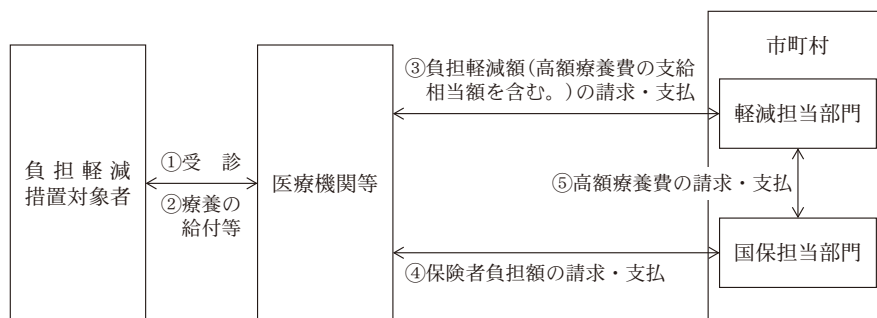 負担軽減
措置対象者
①受　診
②療養の
給付等
医療機関等
③負担軽減額(高額療養費の支給
相当額を含む。)の請求・支払
④保険者負担額の請求・支払
市町村
軽減担当部門
⑤高額療養費の請求・支払
国保担当部門